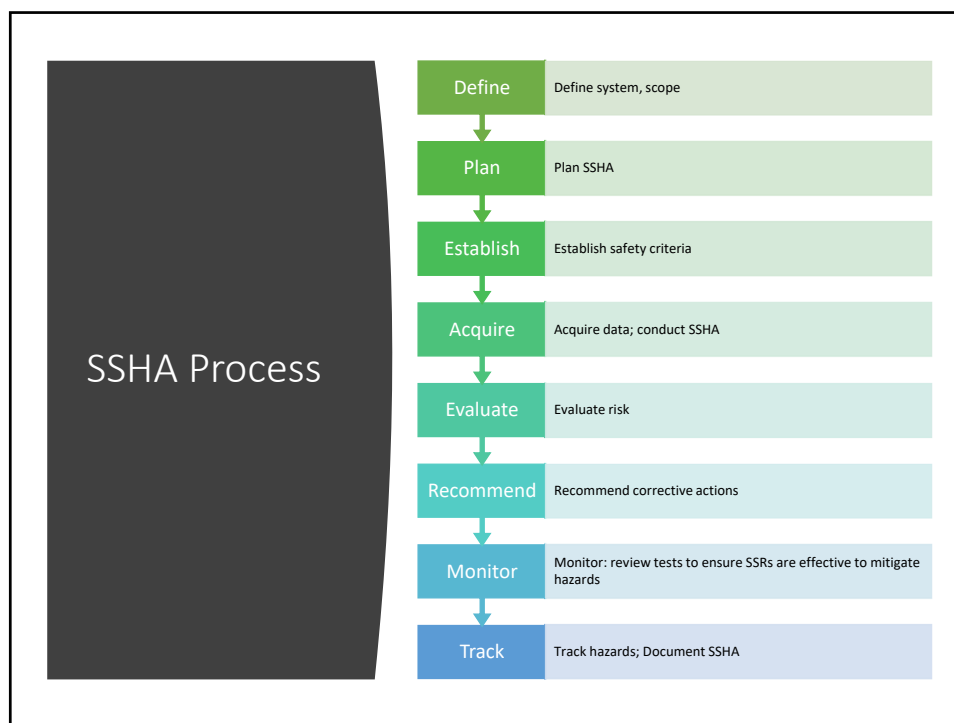 SSHA Process
Define
Define system, scope
Plan
Plan SSHA
Establish
Establish safety criteria
Acquire
Acquire data; conduct SSHA
Evaluate
Evaluate risk
Recommend
Recommend corrective actions
Monitor
Monitor: review tests to ensure SSRs are effective to mitigate
hazards
Track
Track hazards; Document SSHA